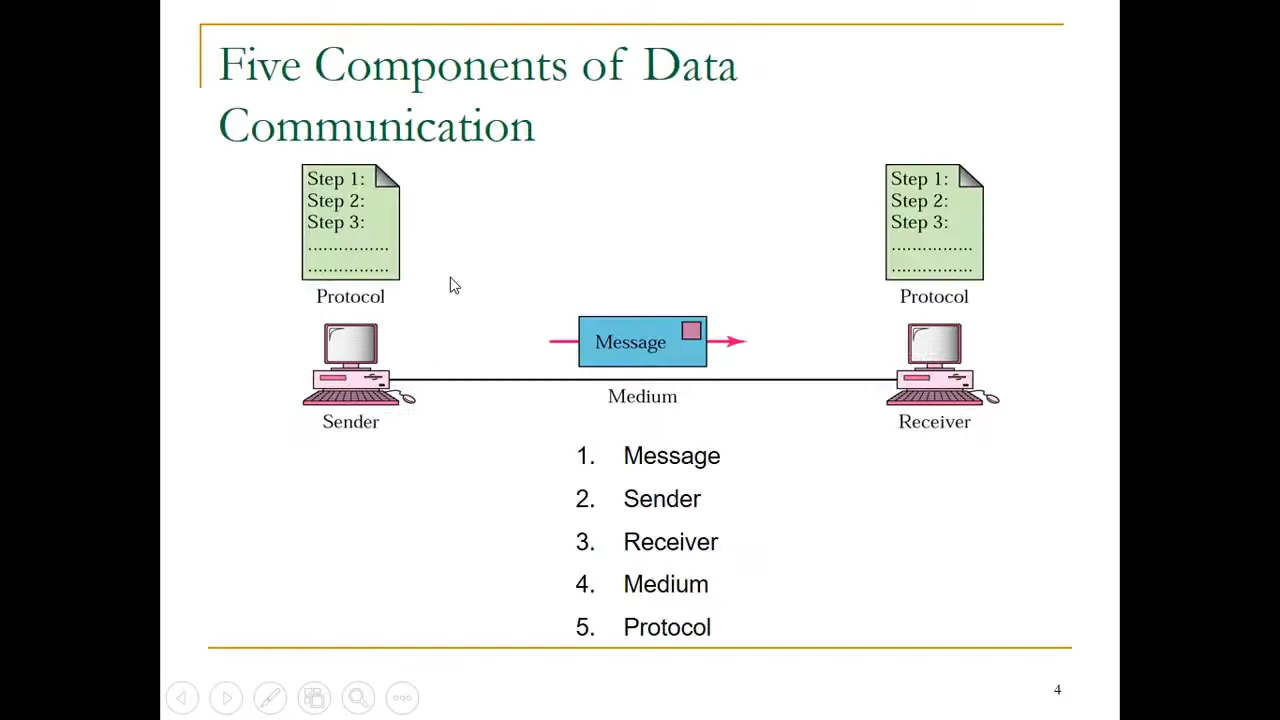 Five Components of Data
Communication
Step 1:
Step 2:
Step 3:
....................
....................
Protocol
Step 1:
Step 2:
Step 3:
....................
....................
Protocol
Message
Medium
Sender
Receiver
1. Message
2. Sender
3. Receiver
4. Medium
5. Protocol
4